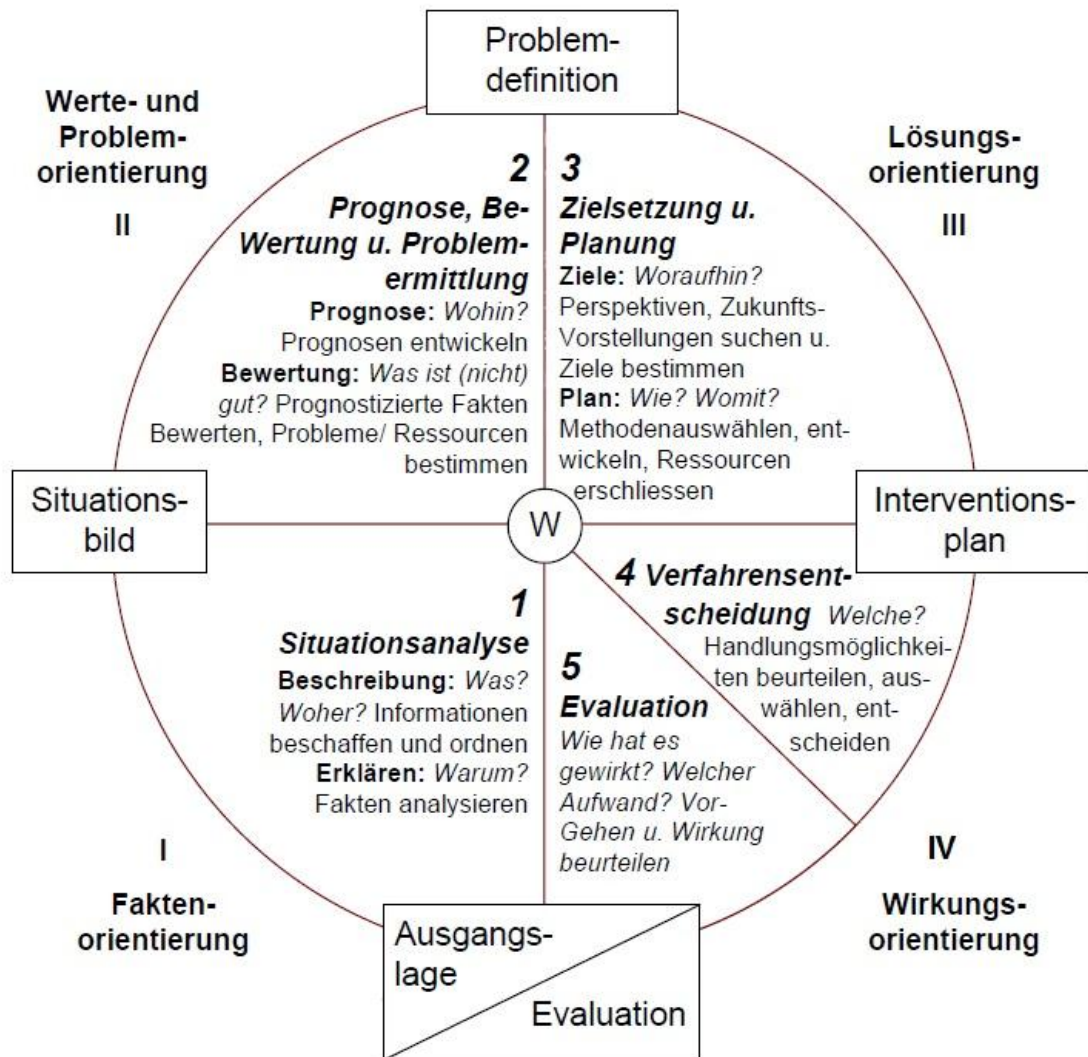 Problem-
definition
Werte- und
Problem-
orientierung
II
Lösungs-
orientierung
III
2
Prognose, Be-
Wertung u. Problem-
ermittlung
Prognose: Wohin?
Prognosen entwickeln
Bewertung: Was ist (nicht)
gut? Prognostizierte Fakten
Bewerten, Probleme/ Ressourcen
bestimmen
3
Zielsetzung u.
Planung
Ziele: Woraufhin?
Perspektiven, Zukunfts-
Vorstellungen suchen u.
Ziele bestimmen
Plan: Wie? Womit?
Methodenauswählen, ent-
wickeln, Ressourcen
erschliessen
Situations-
bild
W
Interventions-
plan
1
Situationsanalyse
Beschreibung: Was?
Woher? Informationen
beschaffen und ordnen
Erklären: Warum?
Fakten analysieren
4 Verfahrensent-
scheidung Welche?
Handlungsmöglichkei-
ten beurteilen, aus-
wählen, ent-
scheiden
5
Evaluation
Wie hat es
gewirkt? Welcher
Aufwand? Vor-
Gehen u. Wirkung
beurteilen
I
Fakten-
orientierung
IV
Wirkungs-
orientierung
Ausgangs-
lage
Evaluation